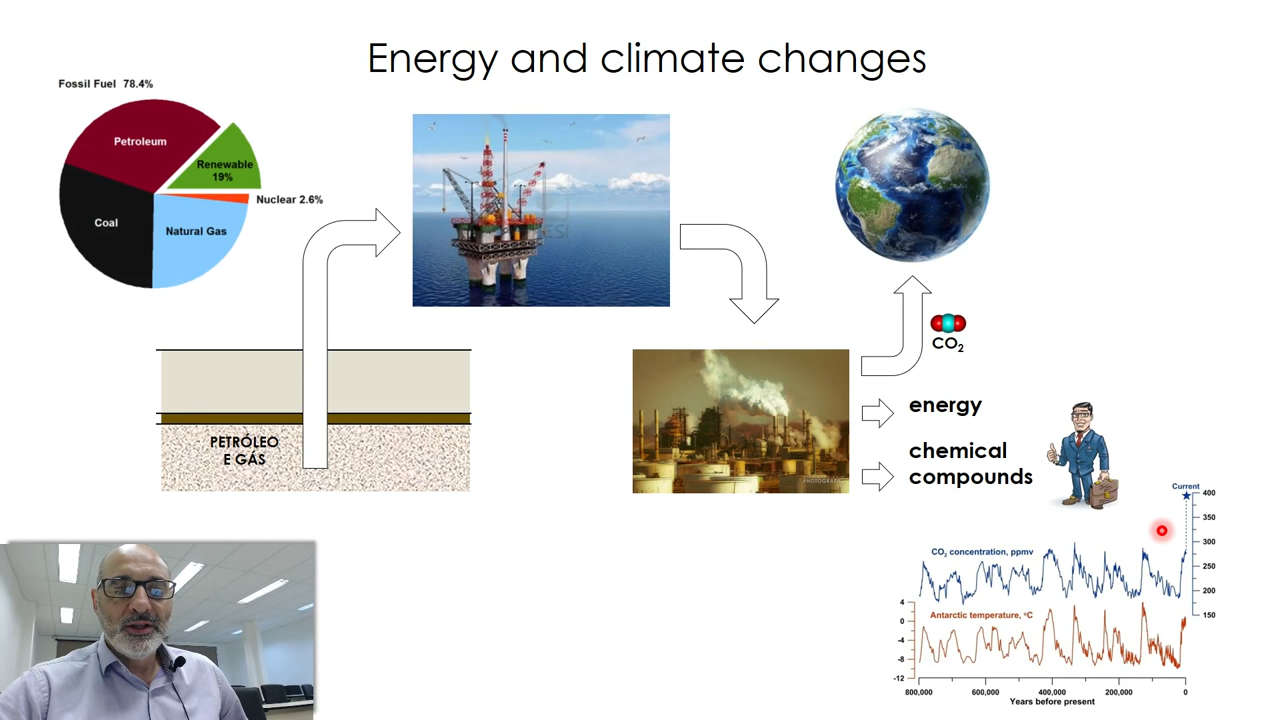 Energy and climate changes
Fossil Fuel 78.4%
Petroleum
Renewable
19%
Nuclear 2.6%
Coal
Natural Gas
PETRÓLEO
E GÁS
CO₂
energy
chemical
compounds
Current
400
350
300
250
200
150
CO₂ concentration, ppmv
Antarctic temperature, °C
4
0
-4
-8
-12
800,000
600,000
400,000
200,000
0
Years before present